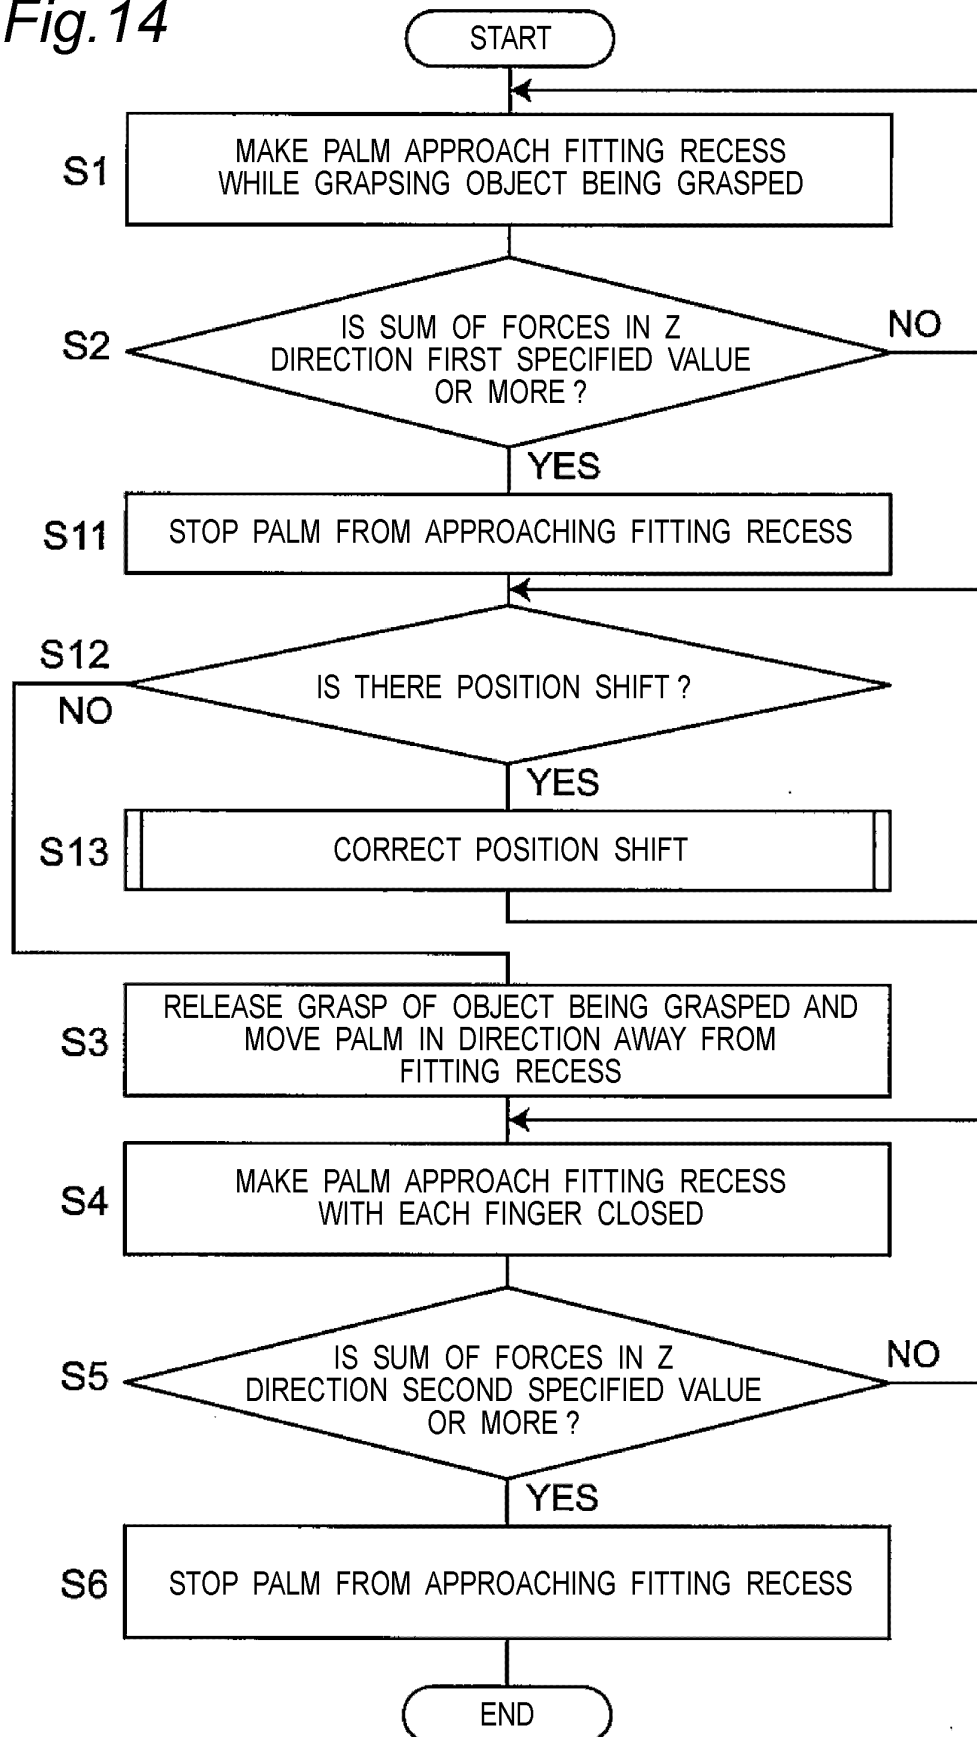 Fig.14
START
S1
MAKE PALM APPROACH FITTING RECESS
WHILE GRAPSING OBJECT BEING GRASPED
S2
IS SUM OF FORCES IN Z
DIRECTION FIRST SPECIFIED VALUE
OR MORE?
NO
YES
S11
STOP PALM FROM APPROACHING FITTING RECESS
S12
IS THERE POSITION SHIFT?
NO
YES
S13
CORRECT POSITION SHIFT
S3
RELEASE GRASP OF OBJECT BEING GRASPED AND
MOVE PALM IN DIRECTION AWAY FROM
FITTING RECESS
S4
MAKE PALM APPROACH FITTING RECESS
WITH EACH FINGER CLOSED
S5
IS SUM OF FORCES IN Z
DIRECTION SECOND SPECIFIED VALUE
OR MORE?
NO
YES
S6
STOP PALM FROM APPROACHING FITTING RECESS
END